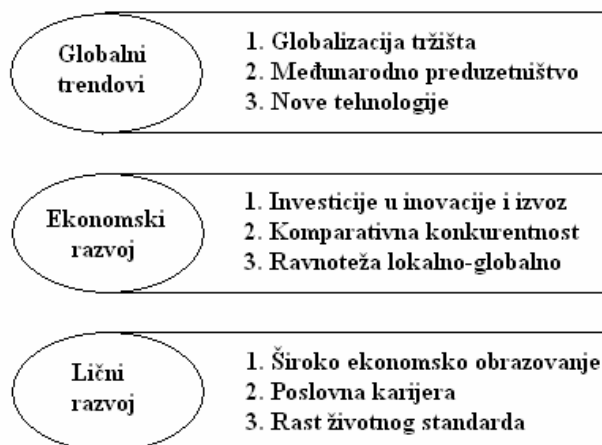 Globalni
trendovi
1. Globalizacija tržišta
2. Međunarodno preduzetništvo
3. Nove tehnologije
Ekonomski
razvoj
1. Investicije u inovacije i izvoz
2. Komparativna konkurentnost
3. Ravnoteža lokalno-globalno
Lični
razvoj
1. Široko ekonomsko obrazovanje
2. Poslovna karijera
3. Rast životnog standarda